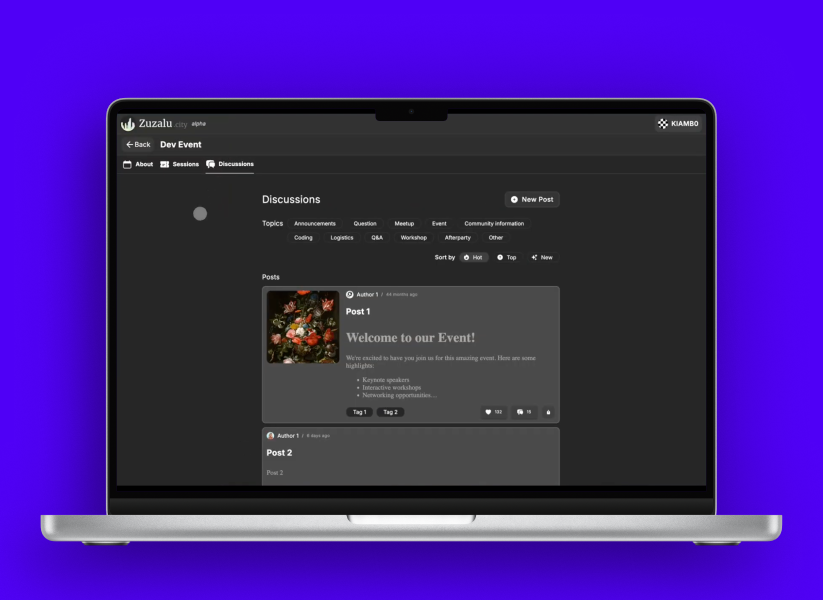 Zuzalu.city alpha
KIAMBO
Back Dev Event
About Sessions Discussions
Discussions
New Post
Topics Announcements Question Meetup Event Community information
Coding Logistics Q&A Workshop Afterparty Other
Sort by Hot Top New
Posts
Author 1 / 44 months ago
Post 1
Welcome to our Event!
We're excited to have you join us for this amazing event. Here are some
highlights:
• Keynote speakers
• Interactive workshops
• Networking opportunities…
Tag 1 Tag 2
Author 1 / 9 days ago
Post 2
Post 2